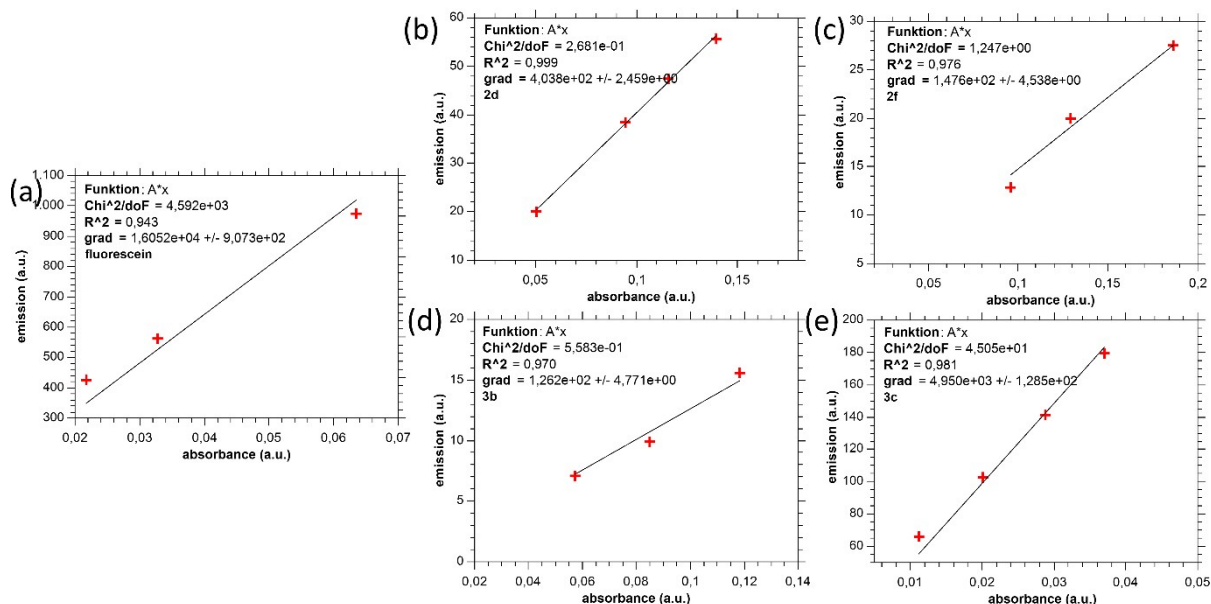 (a)
1,100
1,000
900
800
700
600
500
400
300
emission (a.u.)
Funktion: A*x
Chi^2/doF = 4,592e+03
R^2 = 0,943
grad = 1,6052e+04 +/- 9,073e+02
fluorescein
0,02 0,03 0,04 0,05 0,06 0,07
absorbance (a.u.)
(b)
60
50
40
30
20
10
emission (a.u.)
Funktion: A*x
Chi^2/doF = 2,681e-01
R^2 = 0,999
grad = 4,038e+02 +/- 2,459e+00
2d
0,05 0,1 0,15
absorbance (a.u.)
(c)
30
25
20
15
10
5
emission (a.u.)
Funktion: A*x
Chi^2/doF = 1,247e+00
R^2 = 0,976
grad = 1,476e+02 +/- 4,538e+00
2f
0,05 0,1 0,15 0,2
absorbance (a.u.)
(d)
20
15
10
5
0
emission (a.u.)
Funktion: A*x
Chi^2/doF = 5,583e-01
R^2 = 0,970
grad = 1,262e+02 +/- 4,771e+00
3b
0,02 0,04 0,06 0,08 0,1 0,12 0,14
absorbance (a.u.)
(e)
200
180
160
140
120
100
80
60
emission (a.u.)
Funktion: A*x
Chi^2/doF = 4,505e+01
R^2 = 0,981
grad = 4,950e+03 +/- 1,285e+02
3c
0,01 0,02 0,03 0,04 0,05
absorbance (a.u.)